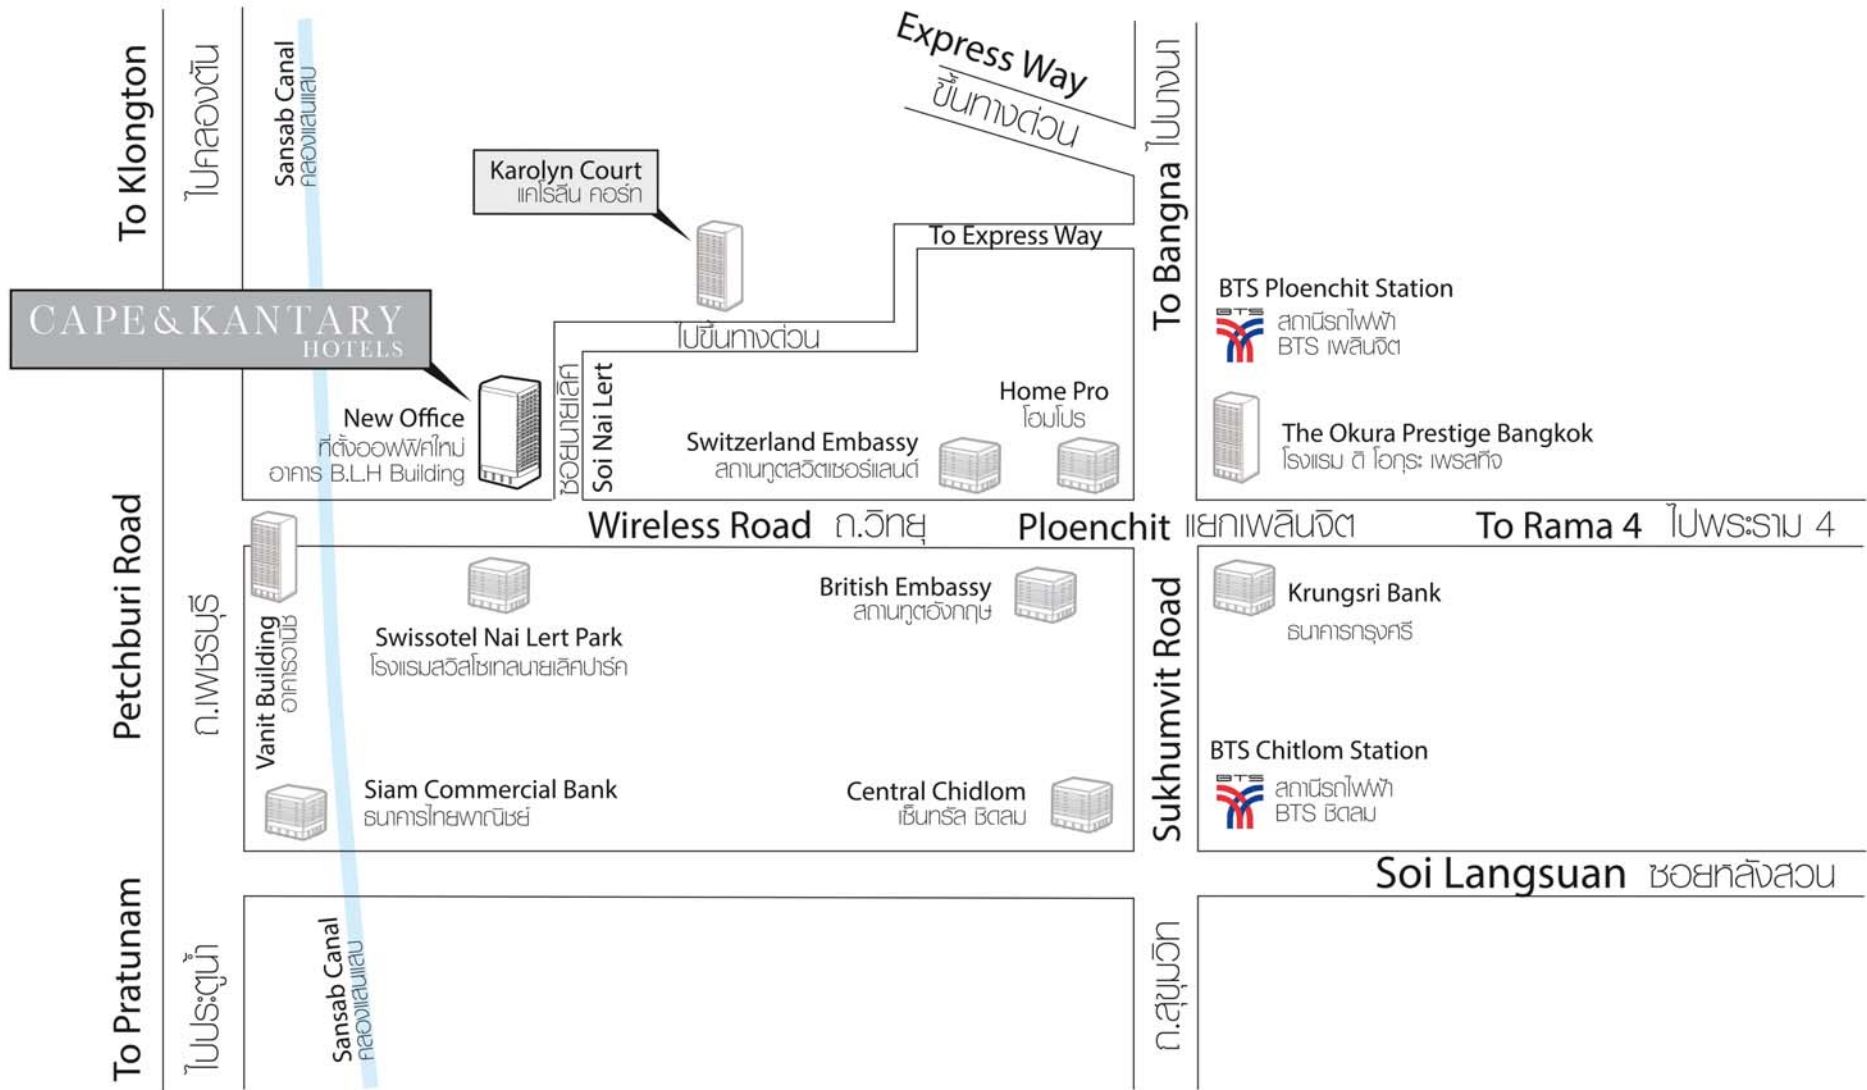 To Klongton
ไปคลองตัน
Sansab Canal
คลองแสนแสบ
Express Way
ขึ้นทางด่วน
To Bangna
ไปบางนา
Karolyn Court
แคโรลีน คอร์ท
To Express Way
ไปขึ้นทางด่วน
CAPE & KANTARY
HOTELS
New Office
ที่ตั้งออฟฟิศใหม่
อาคาร B.L.H Building
ซอยนายเลิศ
Soi Nai Lert
Switzerland Embassy
สถานทูตสวิตเซอร์แลนด์
Home Pro
โฮมโปร
BTS Ploenchit Station
BTS
สถานีรถไฟฟ้า
BTS เพลินจิต
The Okura Prestige Bangkok
โรงแรม ดิ โอกุระ เพรสทีจ
Wireless Road ถ.วิทยุ
Ploenchit แยกเพลินจิต
To Rama 4 ไปพระราม 4
Petchburi Road
ถ.เพชรบุรี
Vanit Building
อาคารวานิช
Swissotel Nai Lert Park
โรงแรมสวิสโซเทลนายเลิศปาร์ค
British Embassy
สถานทูตอังกฤษ
Sukhumvit Road
Krungsri Bank
ธนาคารกรุงศรี
Siam Commercial Bank
ธนาคารไทยพาณิชย์
Central Chidlom
เซ็นทรัล ชิดลม
BTS Chitlom Station
BTS
สถานีรถไฟฟ้า
BTS ชิดลม
Soi Langsuan ซอยหลังสวน
To Pratunam
ไปประตูน้ำ
Sansab Canal
คลองแสนแสบ
ถ.สุขุมวิท